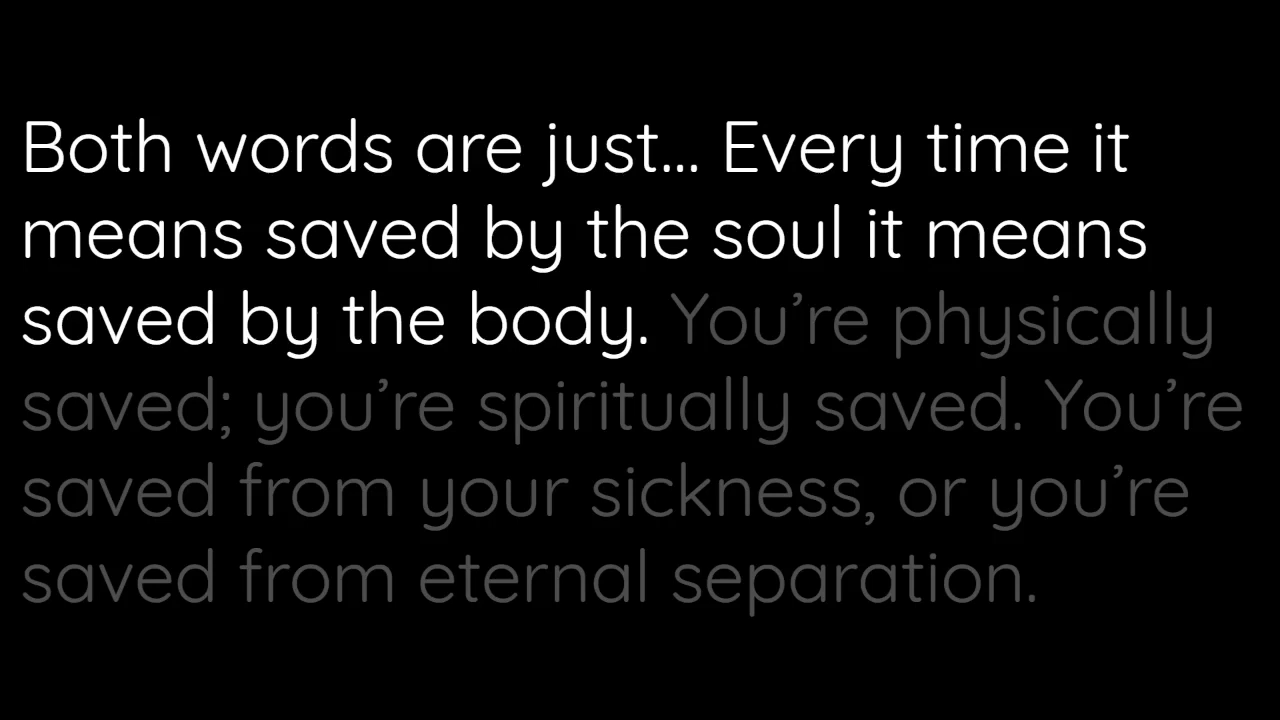 Both words are just... Every time it
means saved by the soul it means
saved by the body. You’re physically
saved; you’re spiritually saved. You’re
saved from your sickness, or you’re
saved from eternal separation.